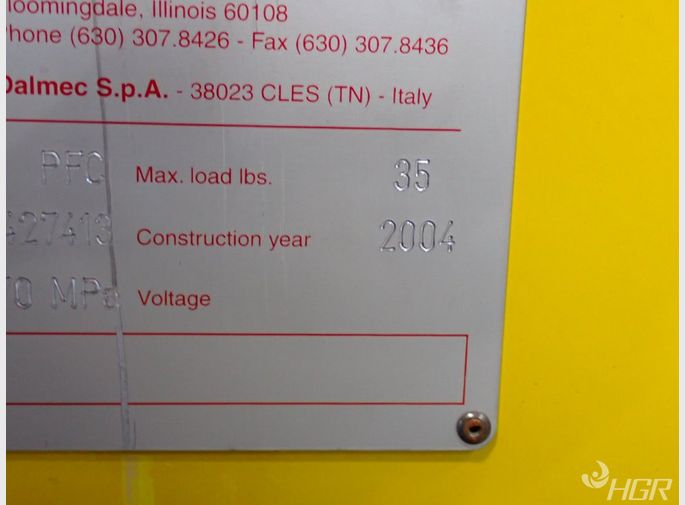 loomingdale, Illinois 60108
hone (630) 307.8426 - Fax (630) 307.8436
Dalmec S.p.A. - 38023 CLES (TN) - Italy
PFC Max. load lbs. 35
427413 Construction year 2004
70 MPa Voltage
HGR